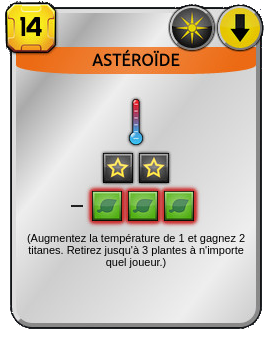 14
ASTÉROÏDE
(Augmentez la température de 1 et gagnez 2
titanes. Retirez jusqu'à 3 plantes à n'importe
quel joueur.)